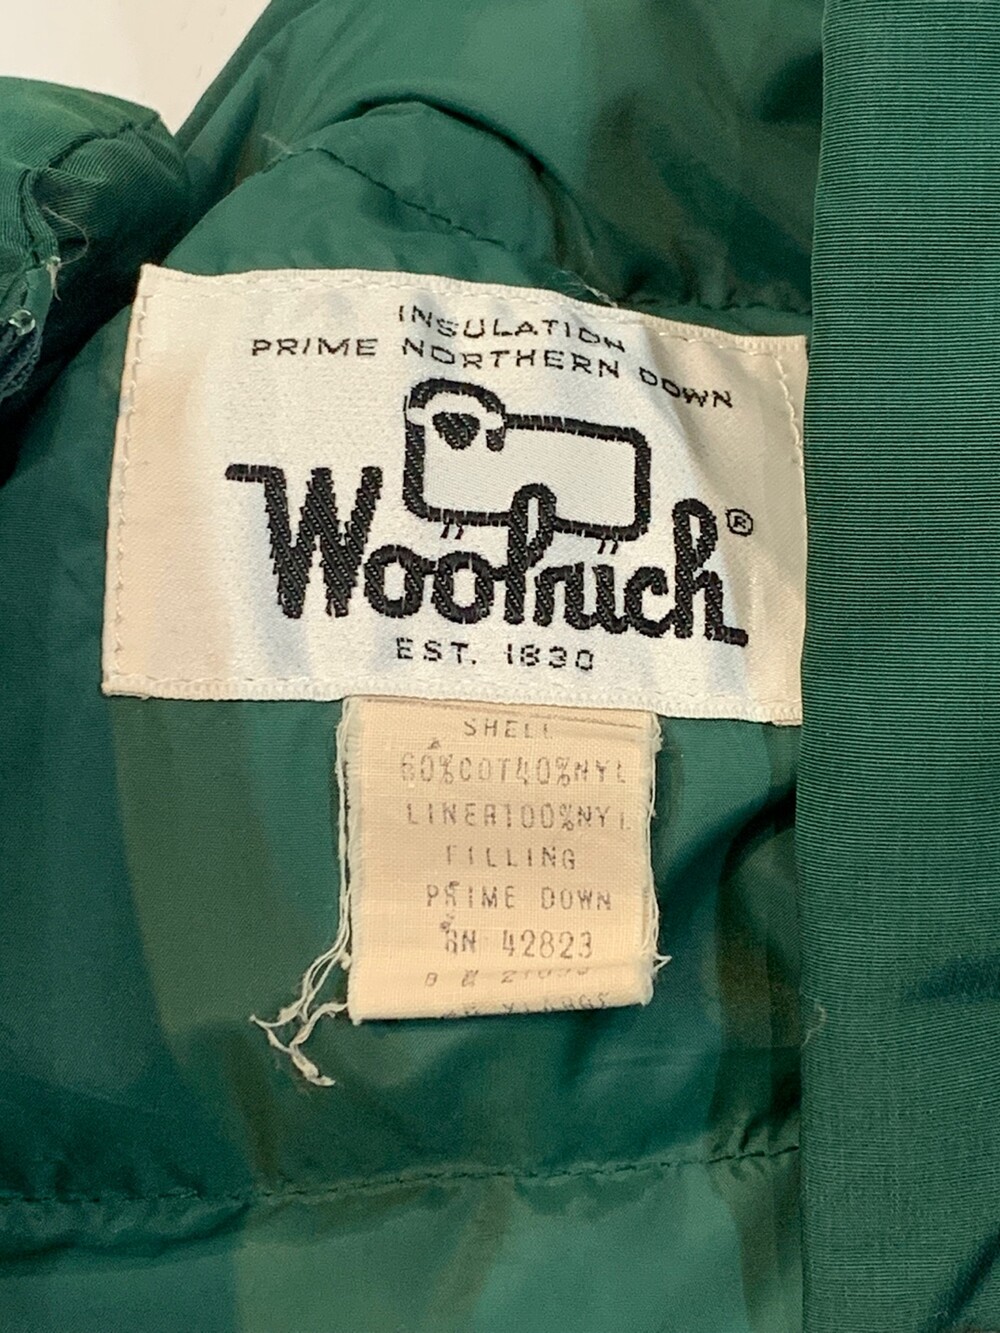 INSULATION
PRIME NORTHERN DOWN
Woolrich®
EST. 1830
SHELL
60%COT40%NYL
LINER100%NYL
FILLING
PRIME DOWN
RN 42823